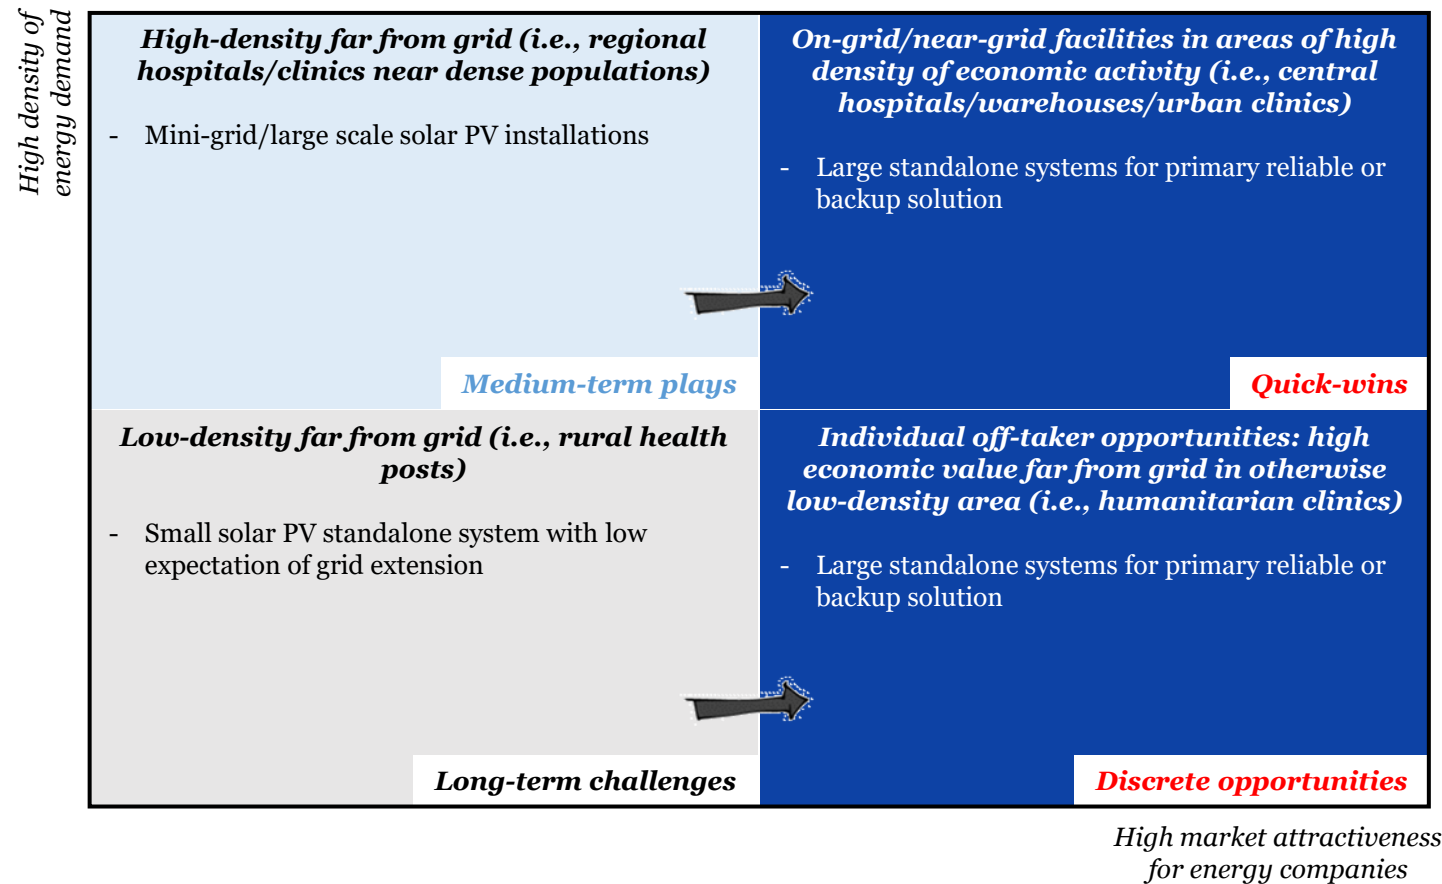 High density of
energy demand
High-density far from grid (i.e., regional
hospitals/clinics near dense populations)
- Mini-grid/large scale solar PV installations
Medium-term plays
On-grid/near-grid facilities in areas of high
density of economic activity (i.e., central
hospitals/warehouses/urban clinics)
- Large standalone systems for primary reliable or
backup solution
Quick-wins
Low-density far from grid (i.e., rural health
posts)
- Small solar PV standalone system with low
expectation of grid extension
Long-term challenges
Individual off-taker opportunities: high
economic value far from grid in otherwise
low-density area (i.e., humanitarian clinics)
- Large standalone systems for primary reliable or
backup solution
Discrete opportunities
High market attractiveness
for energy companies